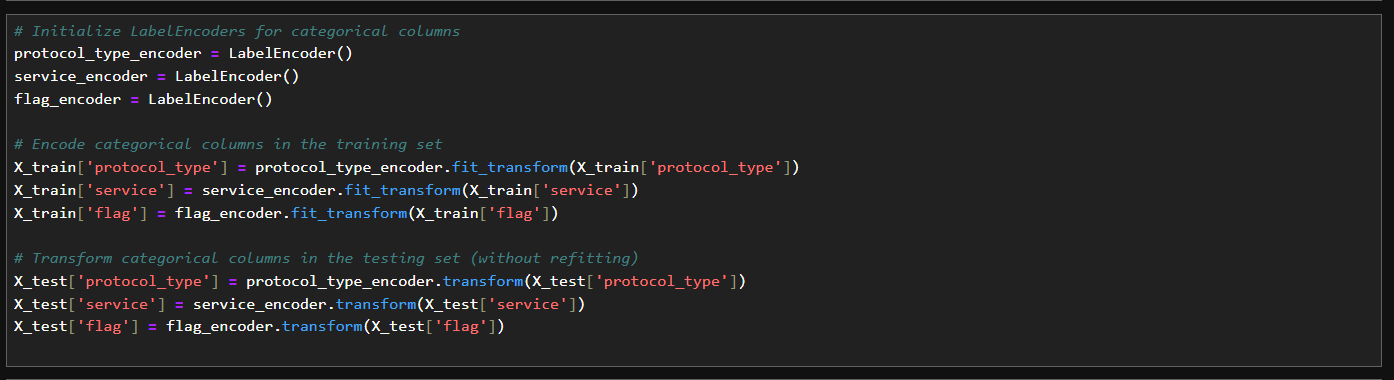 # Initialize LabelEncoders for categorical columns
protocol_type_encoder = LabelEncoder()
service_encoder = LabelEncoder()
flag_encoder = LabelEncoder()
# Encode categorical columns in the training set
X_train['protocol_type'] = protocol_type_encoder.fit_transform(X_train['protocol_type'])
X_train['service'] = service_encoder.fit_transform(X_train['service'])
X_train['flag'] = flag_encoder.fit_transform(X_train['flag'])
# Transform categorical columns in the testing set (without refitting)
X_test['protocol_type'] = protocol_type_encoder.transform(X_test['protocol_type'])
X_test['service'] = service_encoder.transform(X_test['service'])
X_test['flag'] = flag_encoder.transform(X_test['flag'])